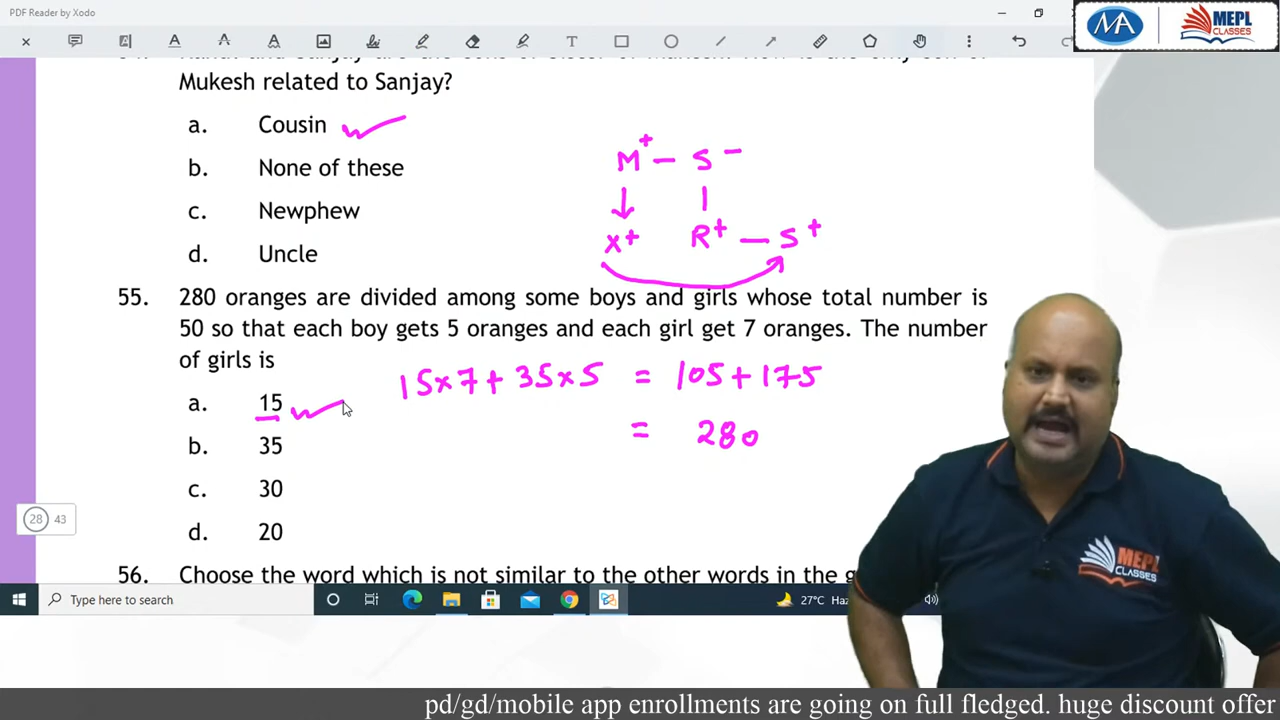 PDF Reader by Xodo
MA
MEPL
CLASSES
Mukesh related to Sanjay?
a. Cousin
b. None of these
c. Newphew
d. Uncle
M+ – S –
X+ R+ – S+
55. 280 oranges are divided among some boys and girls whose total number is
50 so that each boy gets 5 oranges and each girl get 7 oranges. The number
of girls is
15×7+35×5 = 105+175
= 280
a. 15
b. 35
c. 30
d. 20
28 43
56. Choose the word which is not similar to the other words in the g
MEPL
CLASSES
Type here to search
27°C Haz
pd/gd/mobile app enrollments are going on full fledged. huge discount offer